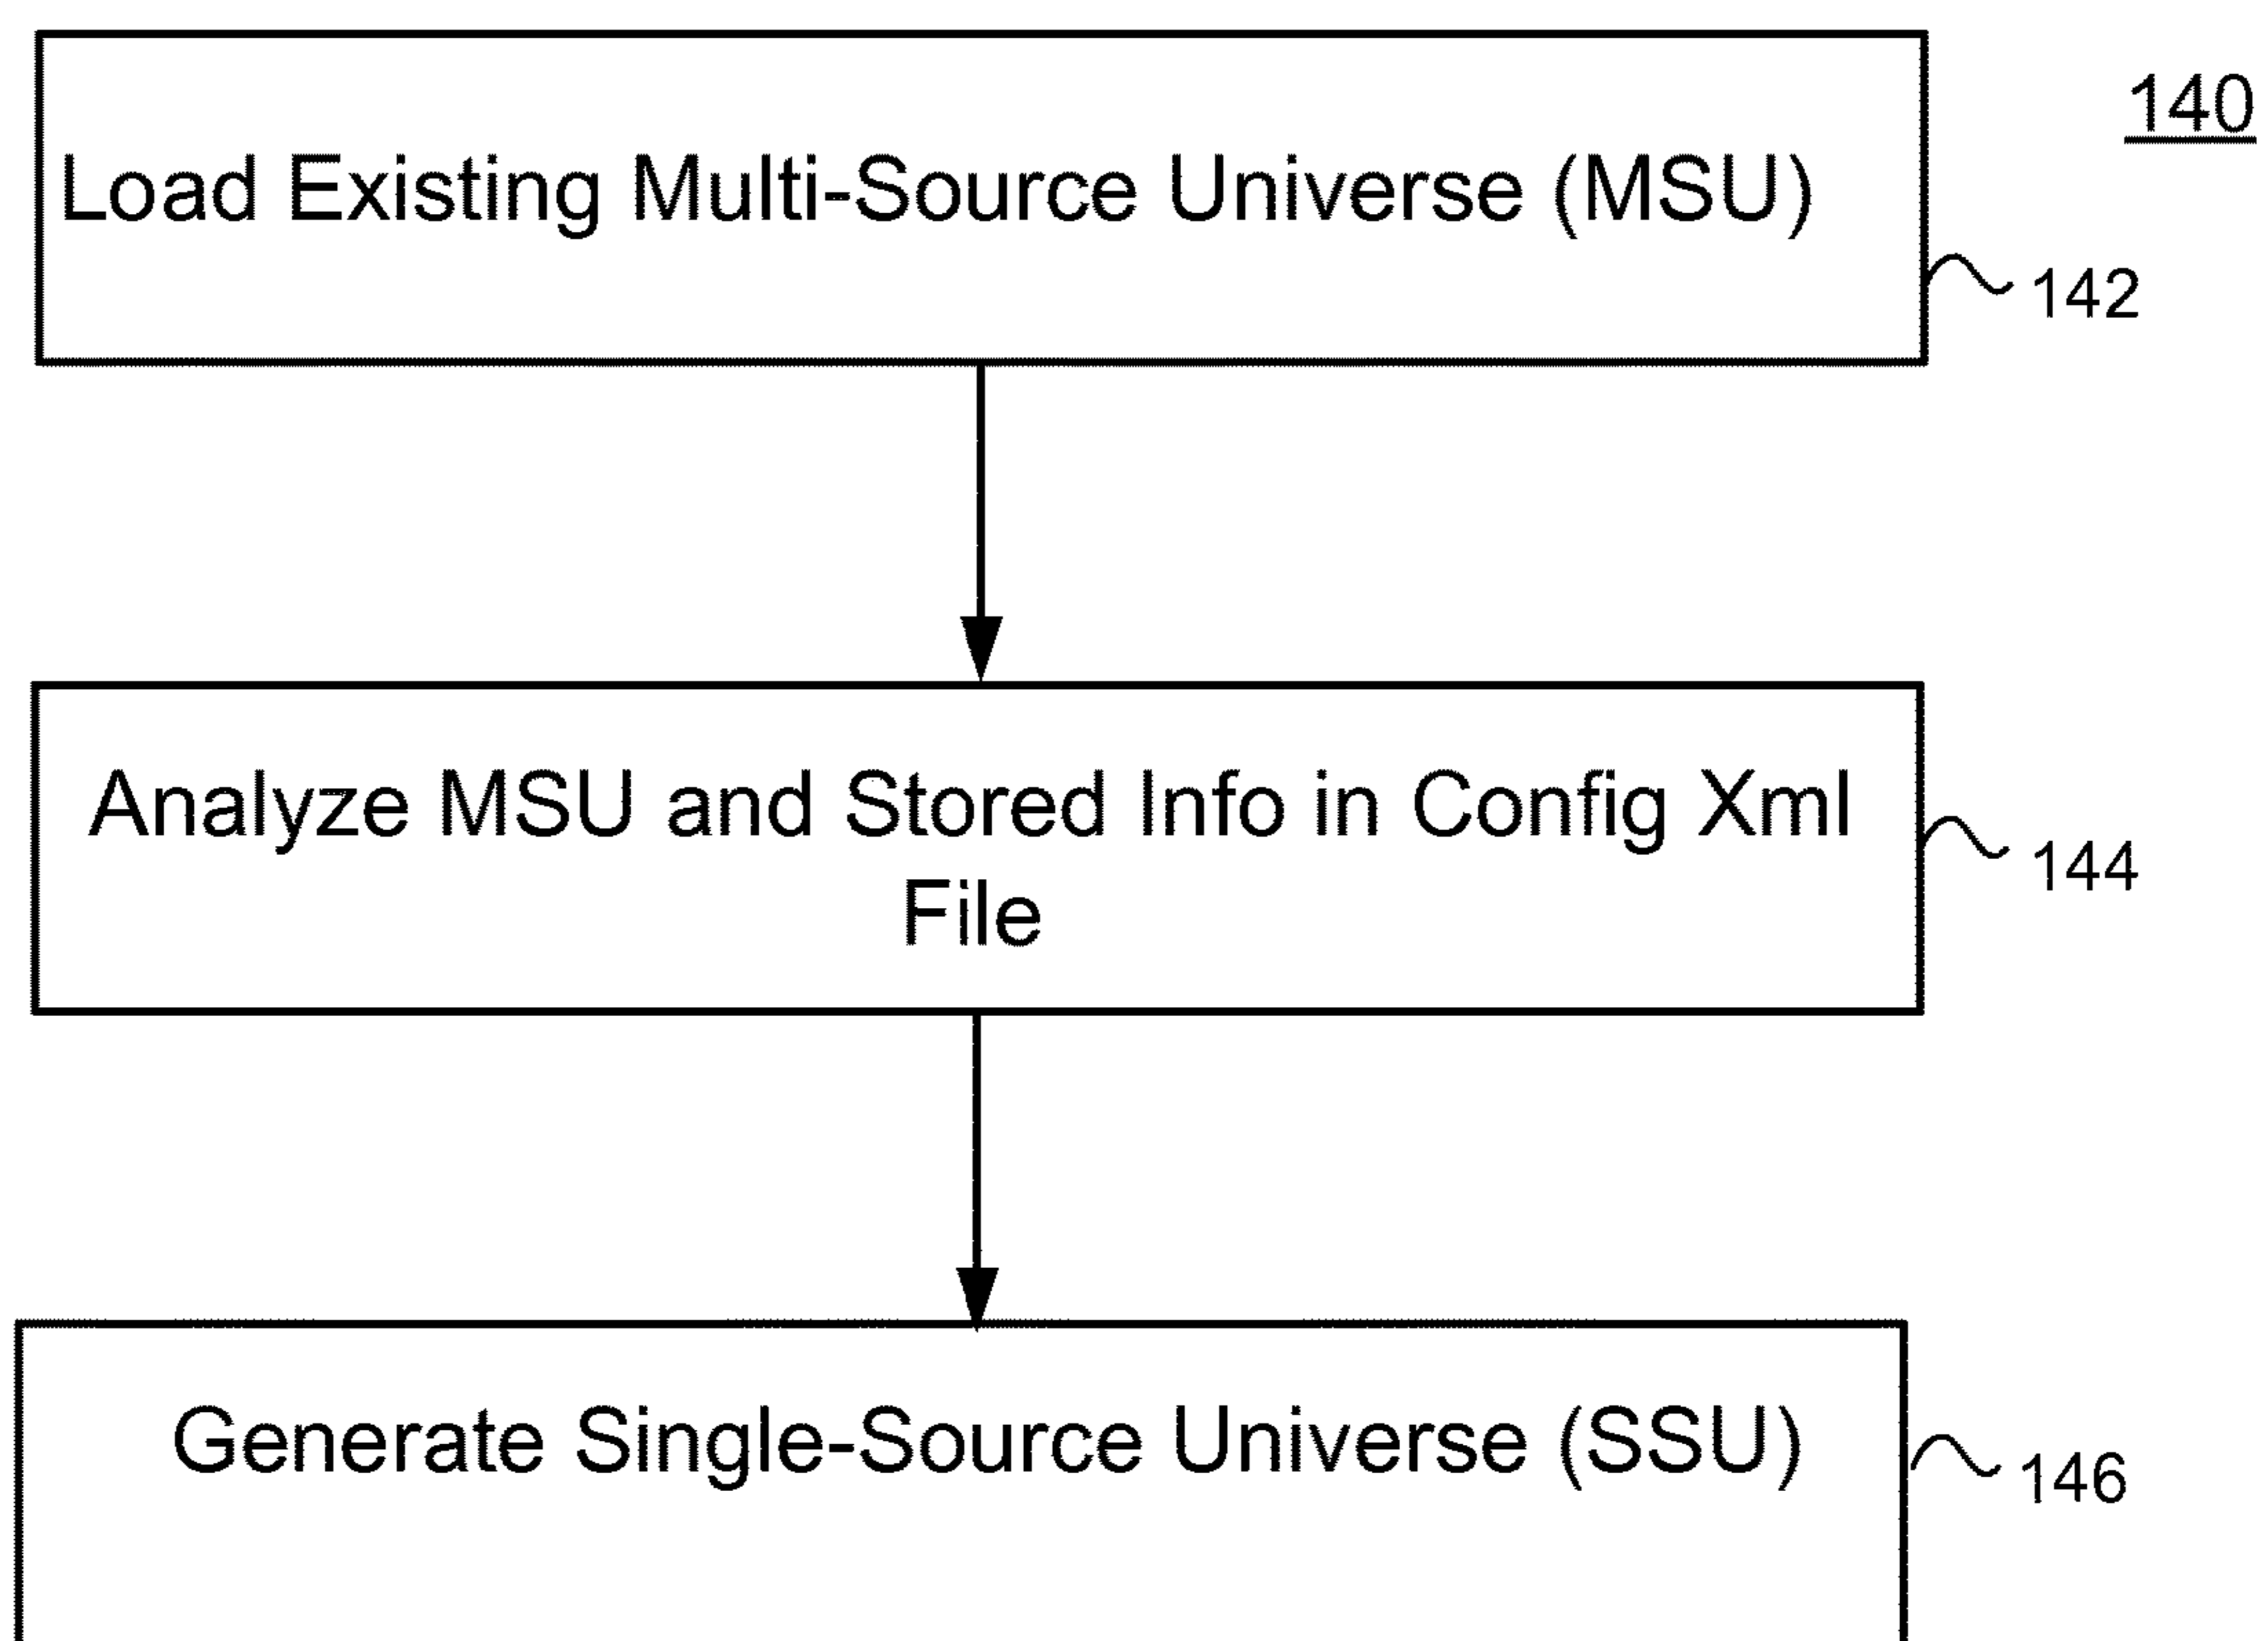 140
Load Existing Multi-Source Universe (MSU)
142
Analyze MSU and Stored Info in Config Xml
File
144
Generate Single-Source Universe (SSU)
146